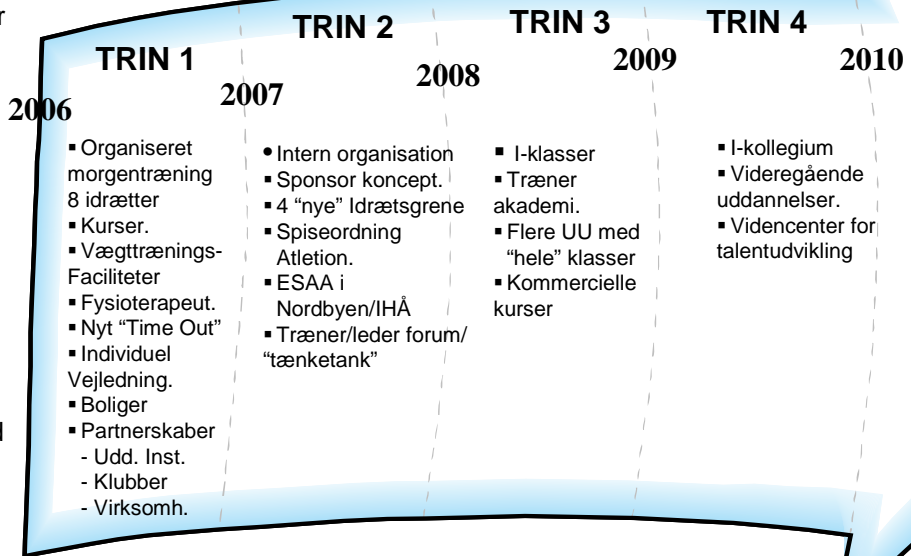 r
TRIN 1
TRIN 2
TRIN 3
TRIN 4
2006
2007
2008
2009
2010
▪ Organiseret
morgentræning
8 idrætter
▪ Kurser.
▪ Vægttrænings-
Faciliteter
▪ Fysioterapeut.
▪ Nyt “Time Out”
▪ Individuel
Vejledning.
▪ Boliger
▪ Partnerskaber
- Udd. Inst.
- Klubber
- Virksomh.
• Intern organisation
▪ Sponsor koncept.
▪ 4 “nye” Idrætsgrene
▪ Spiseordning
Atletion.
▪ ESAA i
Nordbyen/IHÅ
▪ Træner/leder forum/
“tænketank”
▪ I-klasser
▪ Træner
akademi.
▪ Flere UU med
“hele” klasser
▪ Kommercielle
kurser
▪ I-kollegium
▪ Videregående
uddannelser.
▪ Videncenter for
talentudvikling